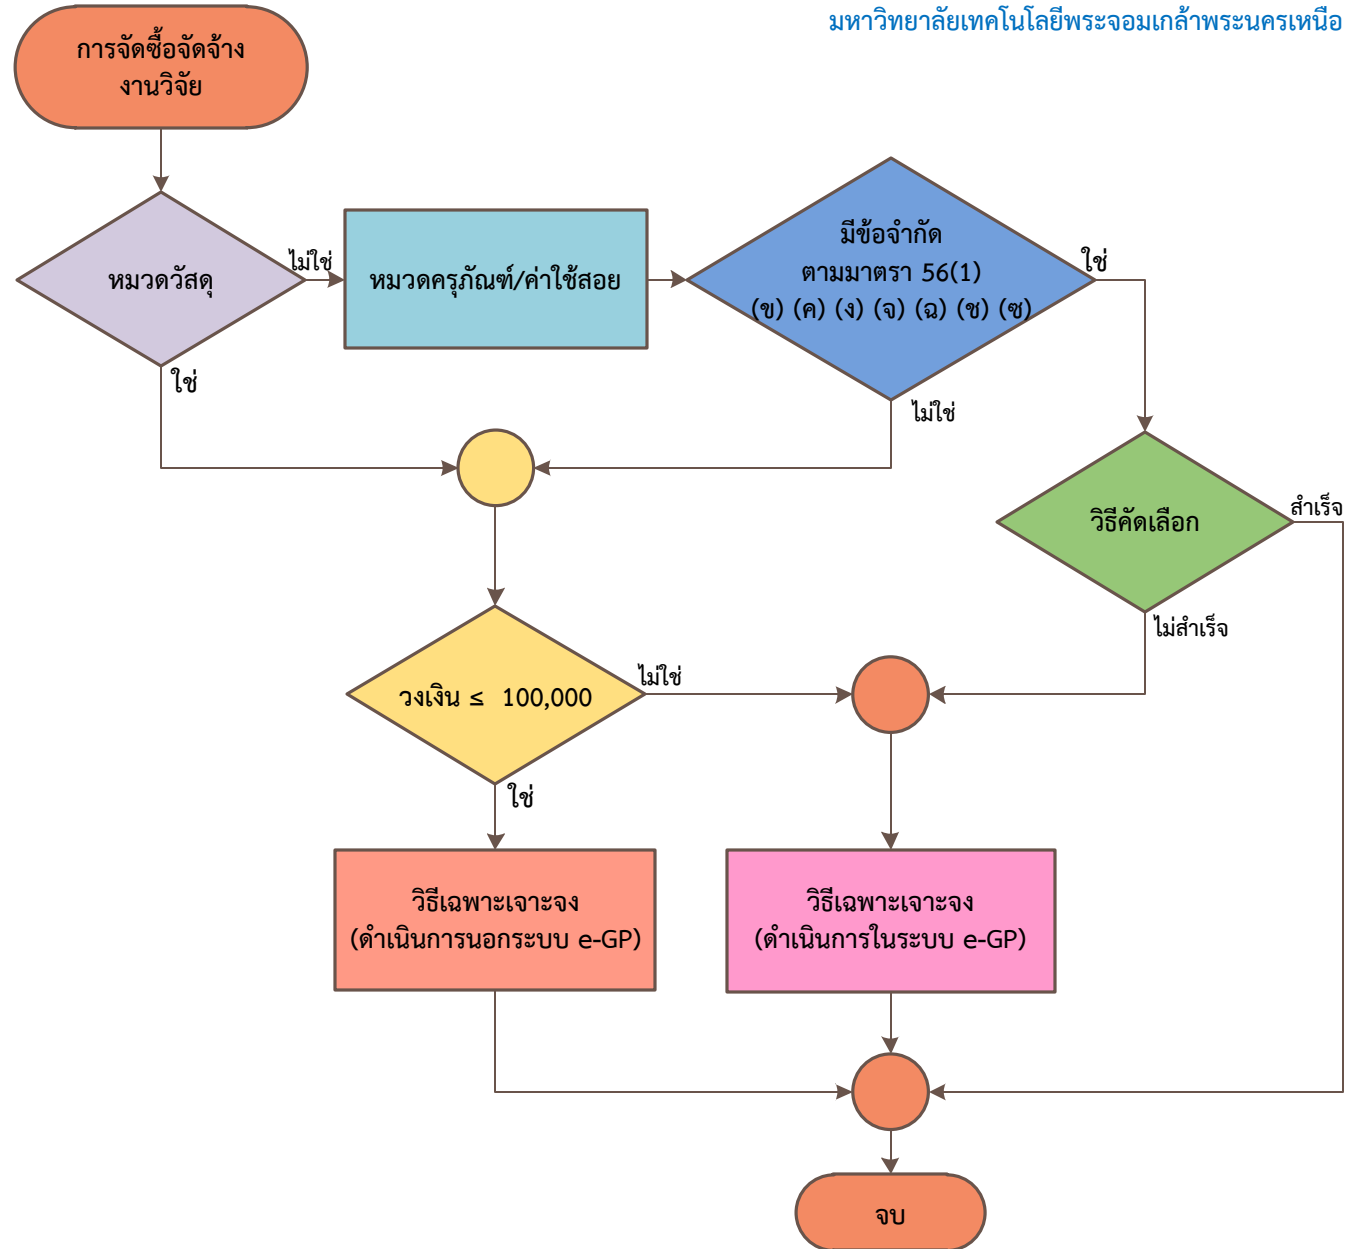 มหาวิทยาลัยเทคโนโลยีพระจอมเกล้าพระนครเหนือ
การจัดซื้อจัดจ้าง
งานวิจัย
หมวดวัสดุ
ไม่ใช่
หมวดครุภัณฑ์/ค่าใช้สอย
มีข้อจำกัด
ตามมาตรา 56(1)
(ข) (ค) (ง) (จ) (ฉ) (ช) (ซ)
ใช่
ใช่
ไม่ใช่
วิธีคัดเลือก
สำเร็จ
ไม่สำเร็จ
วงเงิน ≤ 100,000
ไม่ใช่
ใช่
วิธีเฉพาะเจาะจง
(ดำเนินการนอกระบบ e-GP)
วิธีเฉพาะเจาะจง
(ดำเนินการในระบบ e-GP)
จบ